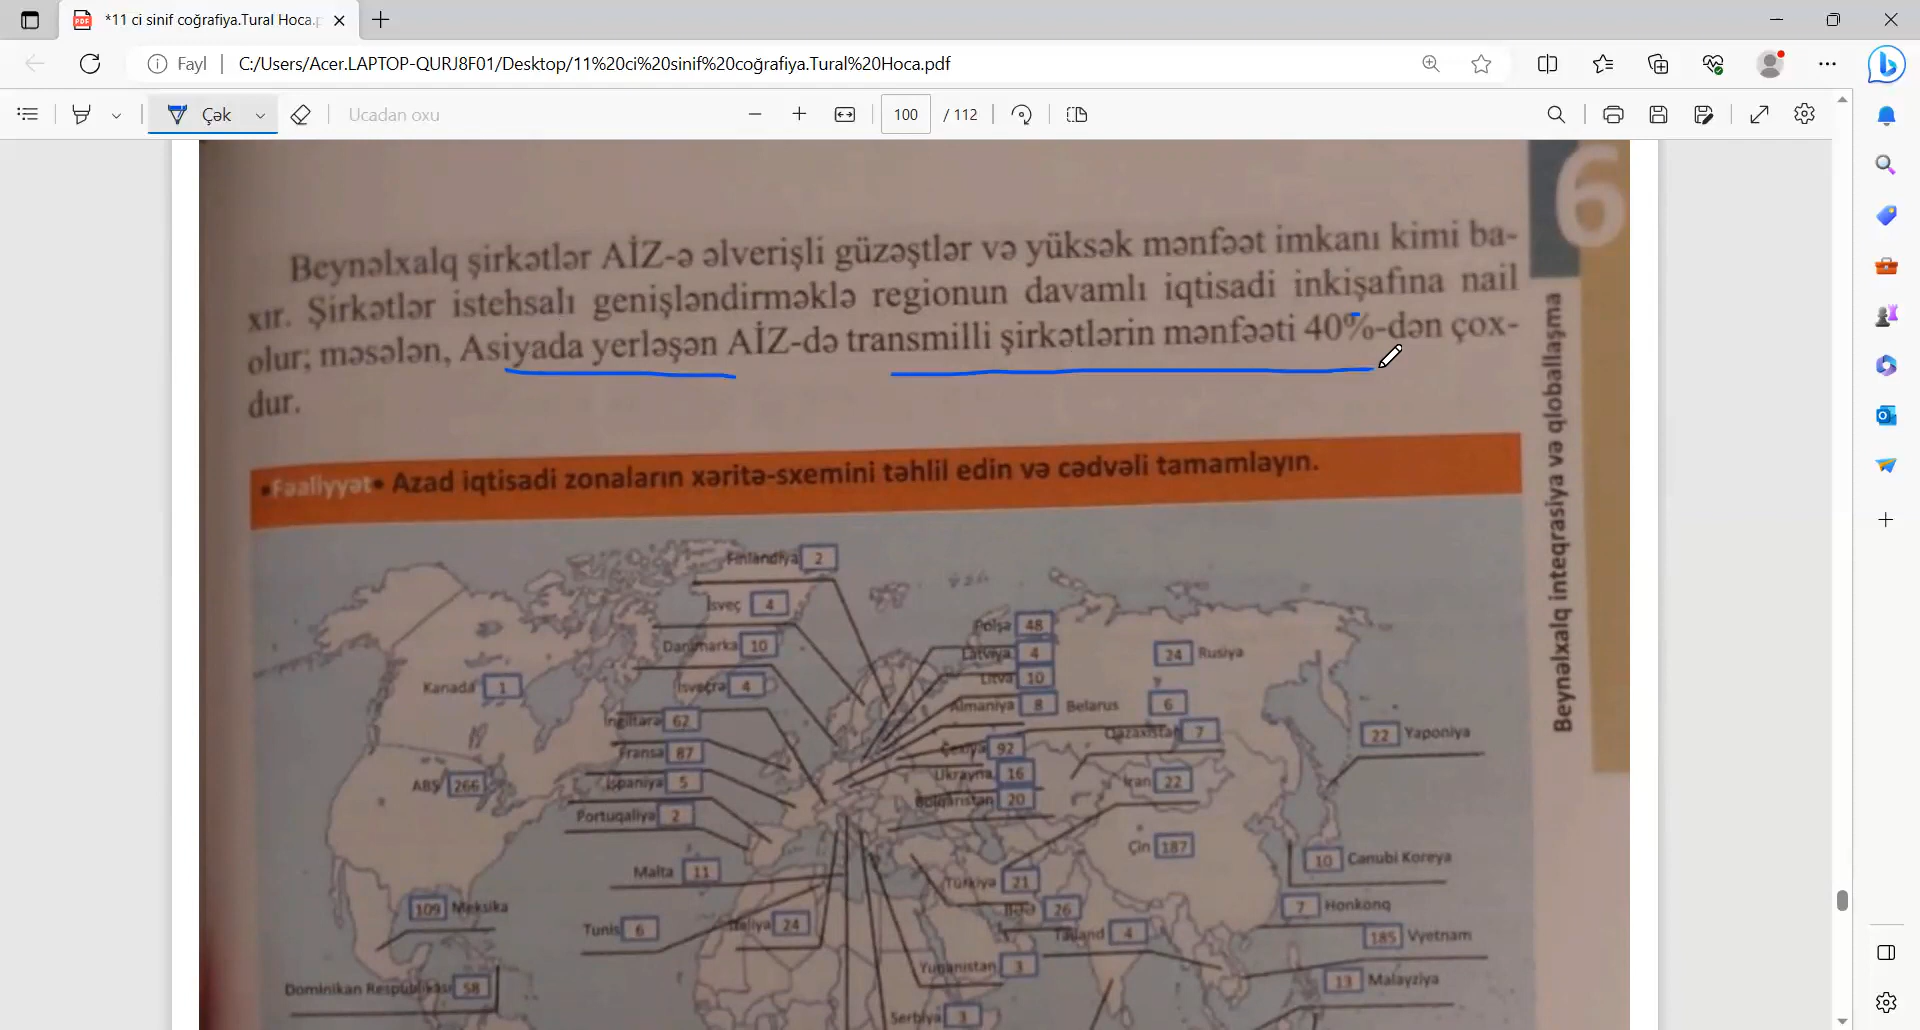 *11 ci sinif coğrafiya.Tural Hoca.p
Fayl
C:/Users/Acer.LAPTOP-QURJ8F01/Desktop/11%20ci%20sinif%20coğrafiya.Tural%20Hoca.pdf
Çək
Ucadan oxu
100 / 112
6
Beynəlxalq şirkətlər AİZ-ə əlverişli güzəştlər və yüksək mənfəət imkanı kimi ba-
xır. Şirkətlər istehsalı genişləndirməklə regionun davamlı iqtisadi inkişafına nail
olur; məsələn, Asiyada yerləşən AİZ-də transmilli şirkətlərin mənfəəti 40%-dən çox-
dur.
Beynəlxalq inteqrasiya və qloballaşma
•Fəaliyyət• Azad iqtisadi zonaların xəritə-sxemini təhlil edin və cədvəli tamamlayın.
Finlandiya 2
İsveç 4
Danimarka 10
Kanada 1
İsveçrə 4
İngiltərə 62
Fransa 87
ABŞ 266
İspaniya 5
Portuqaliya 2
Malta 11
109 Meksika
Tunis 6
İtaliya 24
Dominikan Respublikası 58
Polşa 48
Latviya 4
Litva 10
Almaniya 8
Belarus 6
24 Rusiya
Qazaxıstan 7
Çexiya 92
Ukrayna 16
Bolqarıstan 20
İran 22
22 Yaponiya
Çin 187
10 Cənubi Koreya
Türkiyə 21
BƏƏ 26
7 Honkonq
Tailand 4
185 Vyetnam
Yunanıstan 3
13 Malayziya
Serbiya 3